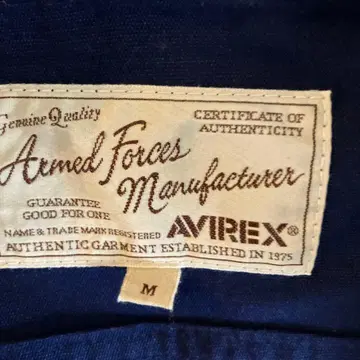 Genuine Quality
CERTIFICATE OF
AUTHENTICITY
Armed Forces
Manufacturer
GUARANTEE
GOOD FOR ONE
NAME & TRADE MARK REGISTERED
AVIREX®
AUTHENTIC GARMENT ESTABLISHED IN 1975
M